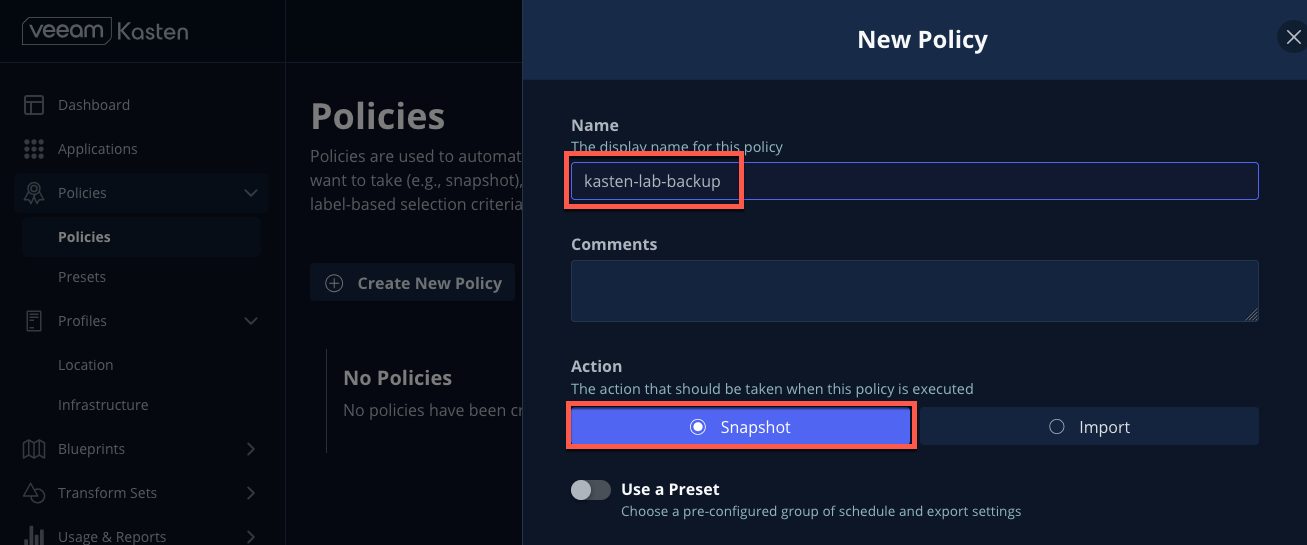 veeam Kasten
Dashboard
Applications
Policies
Policies
Presets
Profiles
Location
Infrastructure
Blueprints
Transform Sets
Usage & Reports
Policies
Policies are used to automat
want to take (e.g., snapshot),
label-based selection criteria
Create New Policy
No Policies
No policies have been cr
New Policy
Name
The display name for this policy
kasten-lab-backup
Comments
Action
The action that should be taken when this policy is executed
Snapshot
Import
Use a Preset
Choose a pre-configured group of schedule and export settings